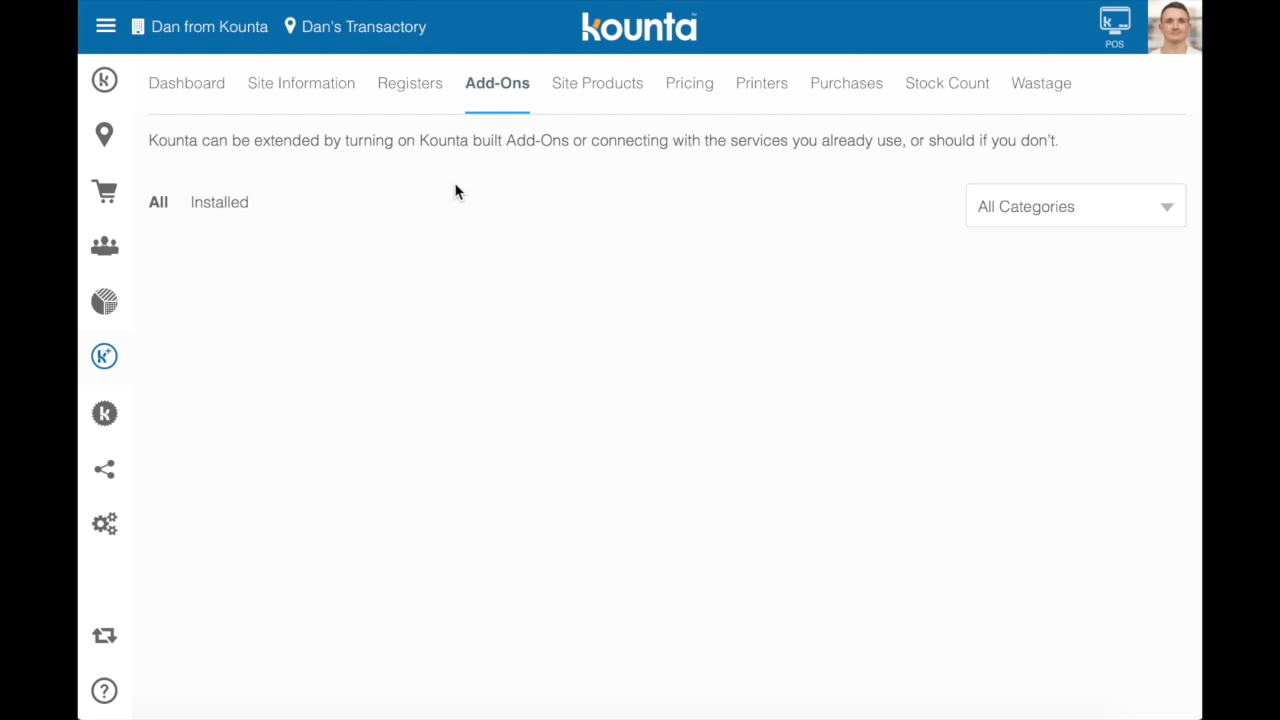 Dan from Kounta Dan's Transactory kounta
POS
Dashboard Site Information Registers Add-Ons Site Products Pricing Printers Purchases Stock Count Wastage
Kounta can be extended by turning on Kounta built Add-Ons or connecting with the services you already use, or should if you don't.
All Installed All Categories